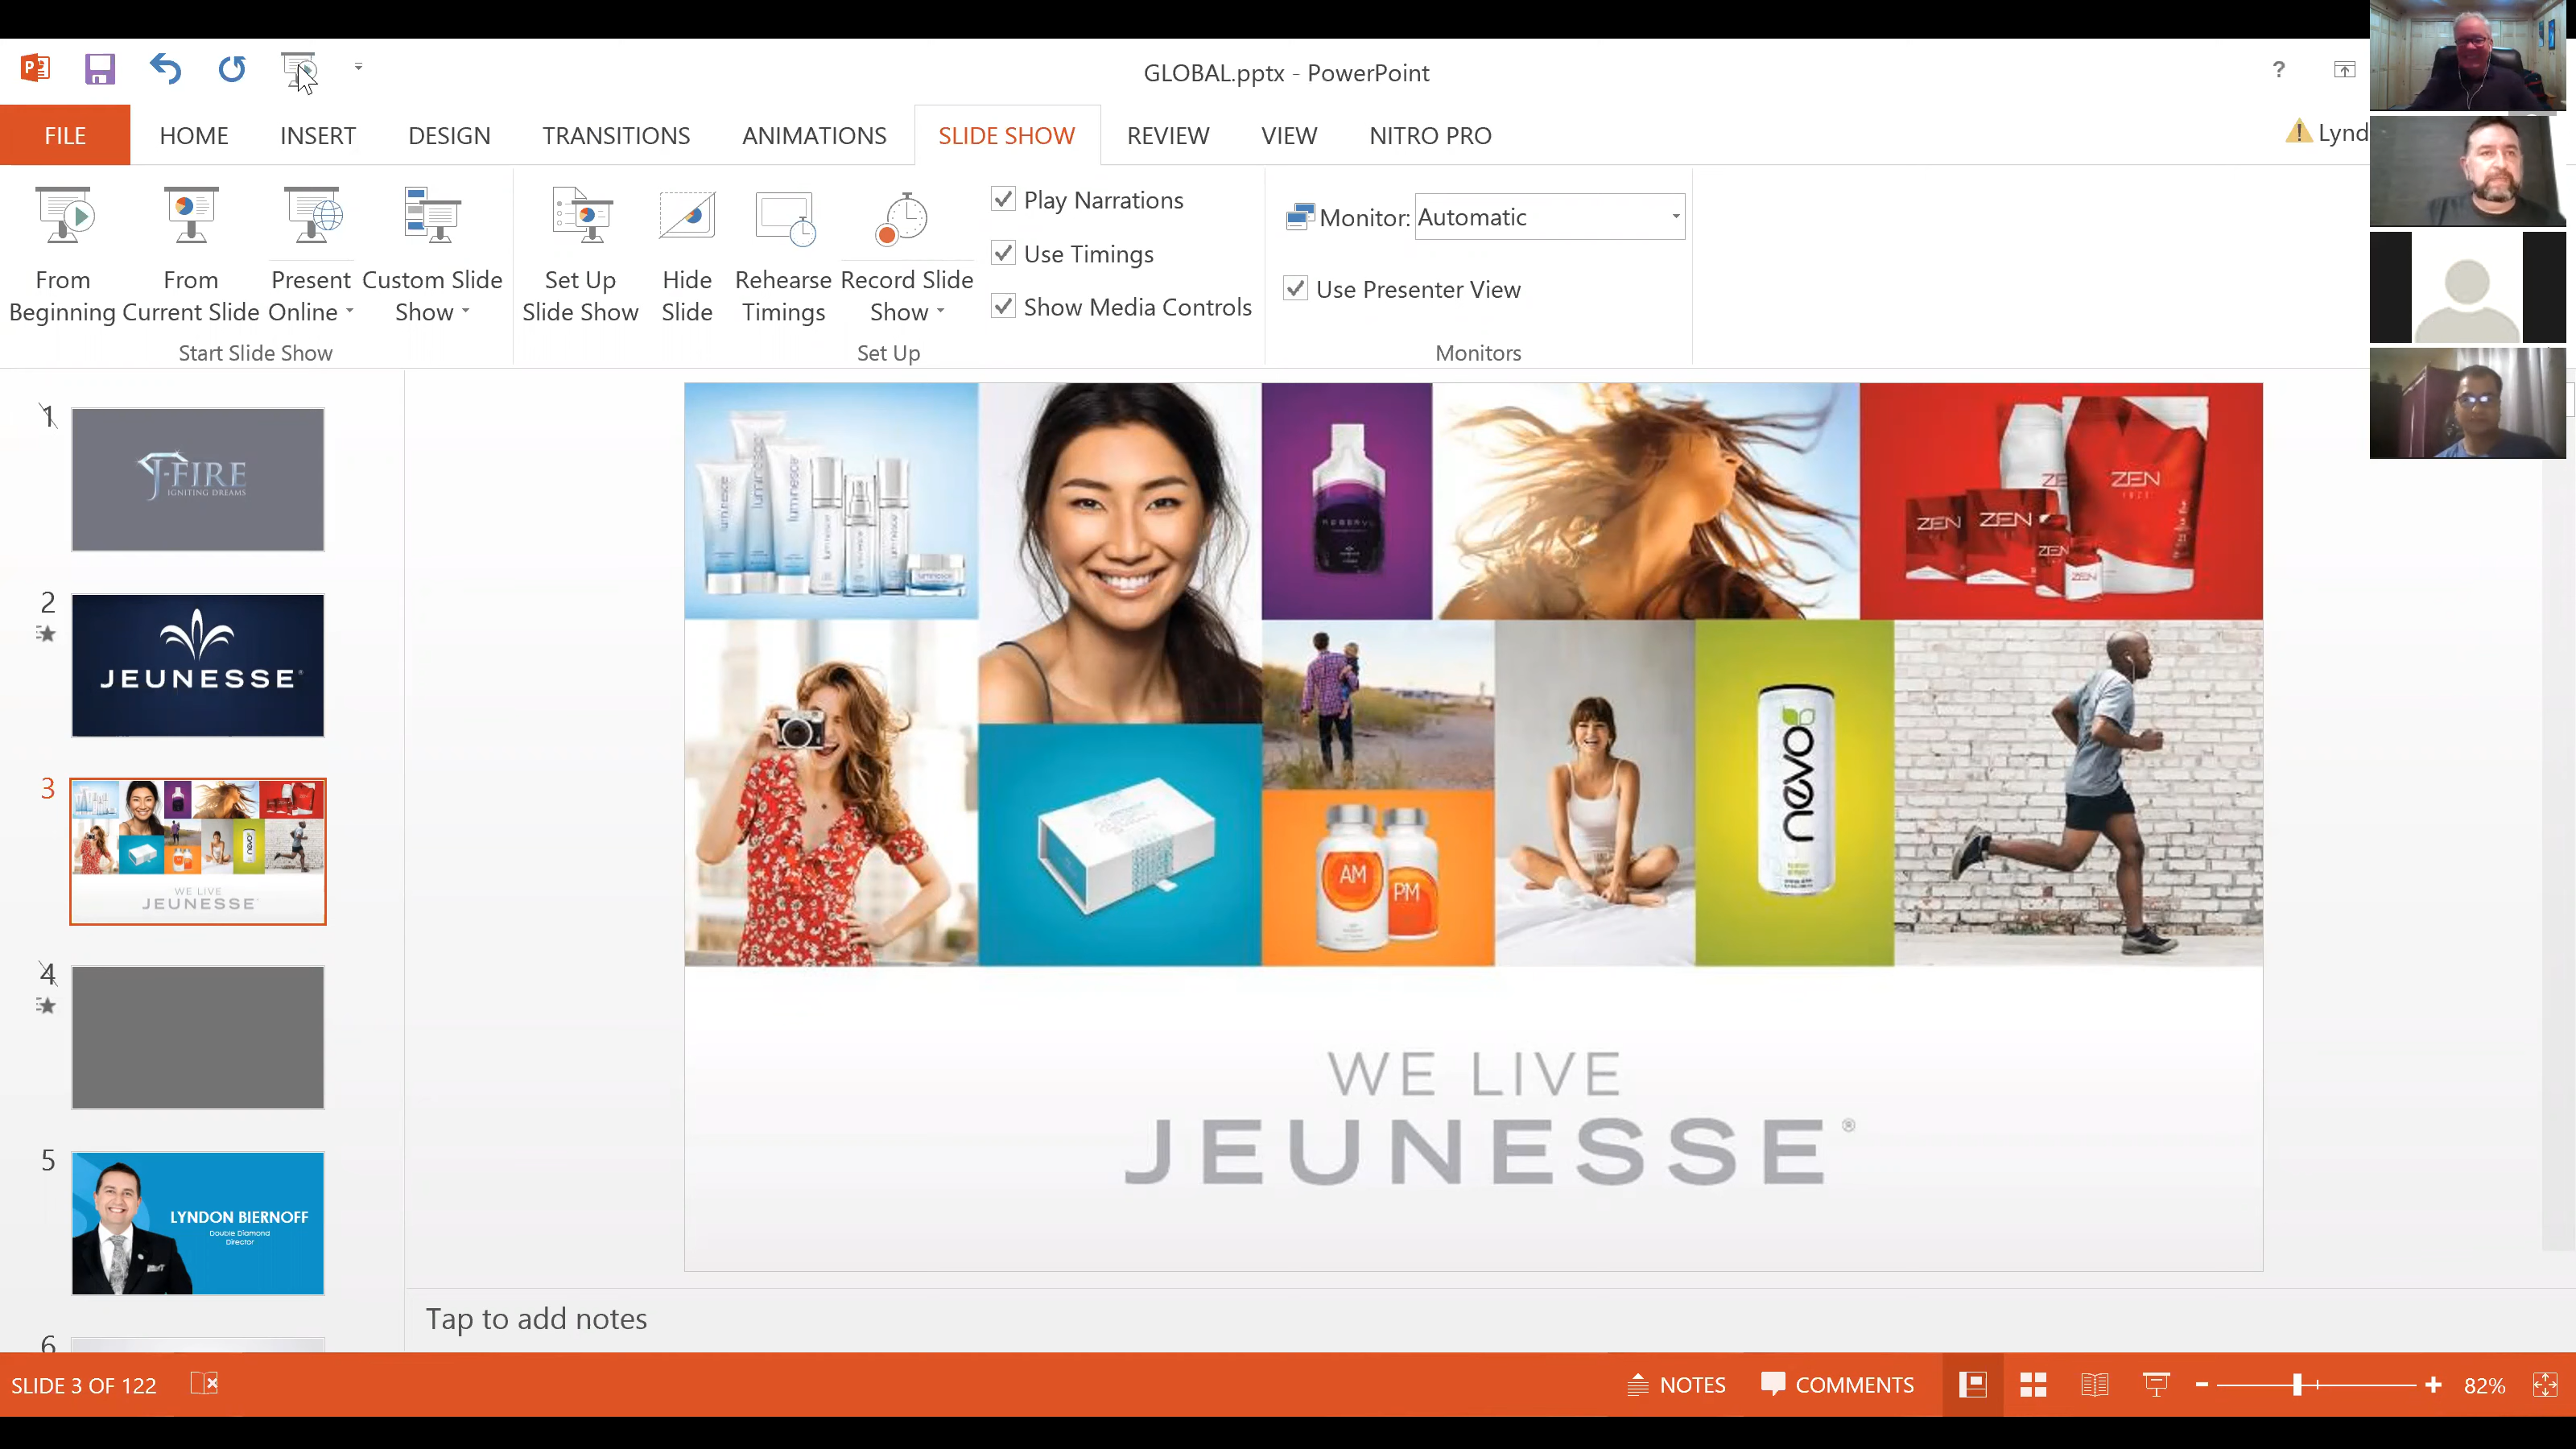 GLOBAL.pptx - PowerPoint
?
FILE HOME INSERT DESIGN TRANSITIONS ANIMATIONS SLIDE SHOW REVIEW VIEW NITRO PRO
Lynd
From Beginning
From Current Slide
Present Online
Custom Slide Show
Start Slide Show
Set Up Slide Show
Hide Slide
Rehearse Timings
Record Slide Show
Play Narrations
Use Timings
Show Media Controls
Set Up
Monitor: Automatic
Use Presenter View
Monitors
1
J-FIRE
IGNITING DREAMS
2
JEUNESSE®
3
WE LIVE
JEUNESSE
4
5
LYNDON BIERNOFF
Double Diamond
Director
6
luminesce
RESERVE
ZEN
ZEN
ZEN
ZEN
ZEN
AM
PM
nevo
WE LIVE
JEUNESSE®
Tap to add notes
SLIDE 3 OF 122
NOTES COMMENTS 82%